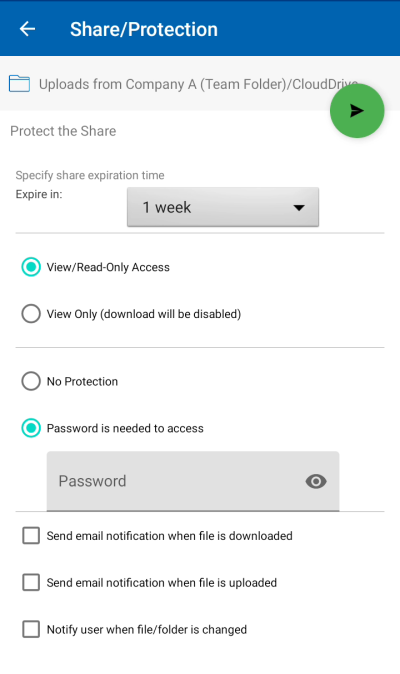 Share/Protection
Uploads from Company A (Team Folder)/CloudDrive
Protect the Share
Specify share expiration time
Expire in:
1 week
View/Read-Only Access
View Only (download will be disabled)
No Protection
Password is needed to access
Password
Send email notification when file is downloaded
Send email notification when file is uploaded
Notify user when file/folder is changed